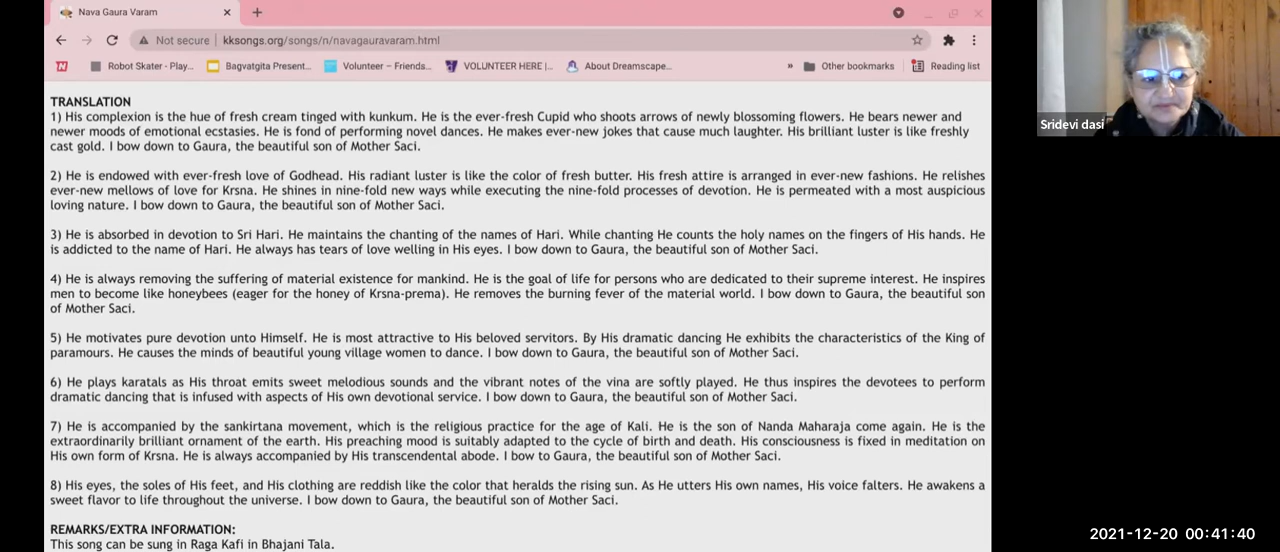 Nava Gaura Varam
Not secure | kksongs.org/songs/n/navagauravaram.html
Robot Skater - Play... Bagvatgita Present... Volunteer – Friends... VOLUNTEER HERE |... About Dreamscape... » Other bookmarks Reading list
TRANSLATION
1) His complexion is the hue of fresh cream tinged with kunkum. He is the ever-fresh Cupid who shoots arrows of newly blossoming flowers. He bears newer and
newer moods of emotional ecstasies. He is fond of performing novel dances. He makes ever-new jokes that cause much laughter. His brilliant luster is like freshly
cast gold. I bow down to Gaura, the beautiful son of Mother Saci.
2) He is endowed with ever-fresh love of Godhead. His radiant luster is like the color of fresh butter. His fresh attire is arranged in ever-new fashions. He relishes
ever-new mellows of love for Krsna. He shines in nine-fold new ways while executing the nine-fold processes of devotion. He is permeated with a most auspicious
loving nature. I bow down to Gaura, the beautiful son of Mother Saci.
3) He is absorbed in devotion to Sri Hari. He maintains the chanting of the names of Hari. While chanting He counts the holy names on the fingers of His hands. He
is addicted to the name of Hari. He always has tears of love welling in His eyes. I bow down to Gaura, the beautiful son of Mother Saci.
4) He is always removing the suffering of material existence for mankind. He is the goal of life for persons who are dedicated to their supreme interest. He inspires
men to become like honeybees (eager for the honey of Krsna-prema). He removes the burning fever of the material world. I bow down to Gaura, the beautiful son
of Mother Saci.
5) He motivates pure devotion unto Himself. He is most attractive to His beloved servitors. By His dramatic dancing He exhibits the characteristics of the King of
paramours. He causes the minds of beautiful young village women to dance. I bow down to Gaura, the beautiful son of Mother Saci.
6) He plays karatals as His throat emits sweet melodious sounds and the vibrant notes of the vina are softly played. He thus inspires the devotees to perform
dramatic dancing that is infused with aspects of His own devotional service. I bow down to Gaura, the beautiful son of Mother Saci.
7) He is accompanied by the sankirtana movement, which is the religious practice for the age of Kali. He is the son of Nanda Maharaja come again. He is the
extraordinarily brilliant ornament of the earth. His preaching mood is suitably adapted to the cycle of birth and death. His consciousness is fixed in meditation on
His own form of Krsna. He is always accompanied by His transcendental abode. I bow to Gaura, the beautiful son of Mother Saci.
8) His eyes, the soles of His feet, and His clothing are reddish like the color that heralds the rising sun. As He utters His own names, His voice falters. He awakens a
sweet flavor to life throughout the universe. I bow down to Gaura, the beautiful son of Mother Saci.
REMARKS/EXTRA INFORMATION:
This song can be sung in Raga Kafi in Bhajani Tala.
Sridevi dasi
2021-12-20 00:41:40